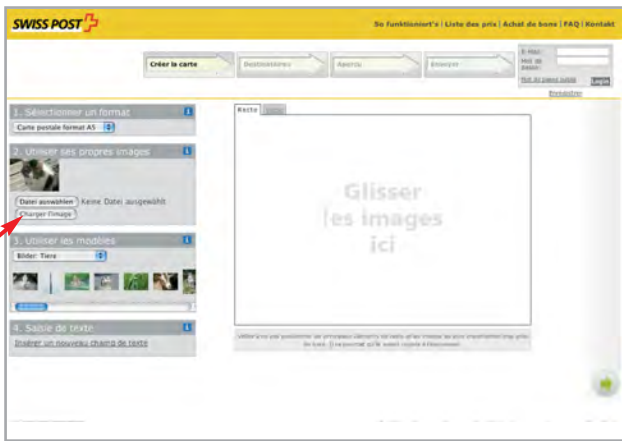 SWISS POST
So funktioniert's | Liste des prix | Achat de bons | FAQ | Kontakt
Créer la carte
Destinataires
Aperçu
Envoyer
E-Mail:
Mot de passe:
Mot de passe oublié
Login
Enregistrer
1. Sélectionner un format
Carte postale format A5
2. Utiliser ses propres images
Datei auswählen Keine Datei ausgewählt
Charger l'image
3. Utiliser les modèles
Bilder: Tiere
4. Saisie de texte
Insérer un nouveau champ de texte
Recto
Glisser
les images
ici